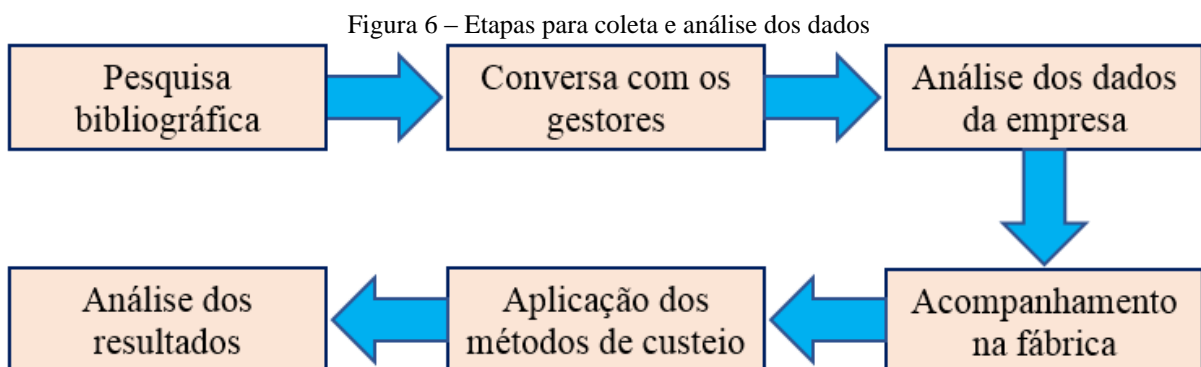 Figura 6 – Etapas para coleta e análise dos dados
Pesquisa
bibliográfica
Conversa com os
gestores
Análise dos dados
da empresa
Acompanhamento
na fábrica
Aplicação dos
métodos de custeio
Análise dos
resultados